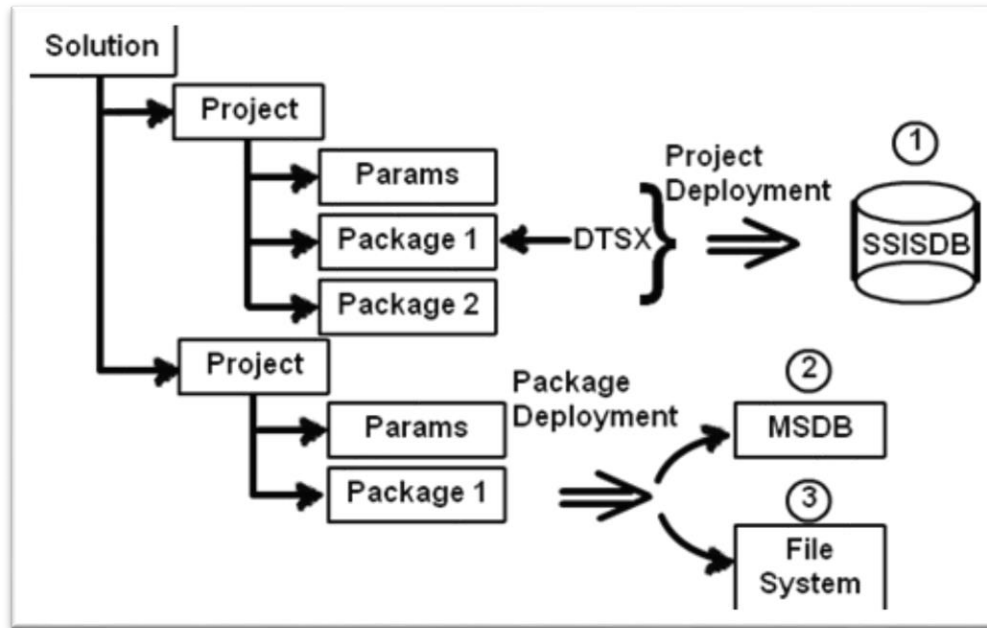 Solution
Project
Params
Package 1
Package 2
DTSX
Project
Deployment
1
SSISDB
Project
Params
Package 1
Package
Deployment
2
MSDB
3
File
System